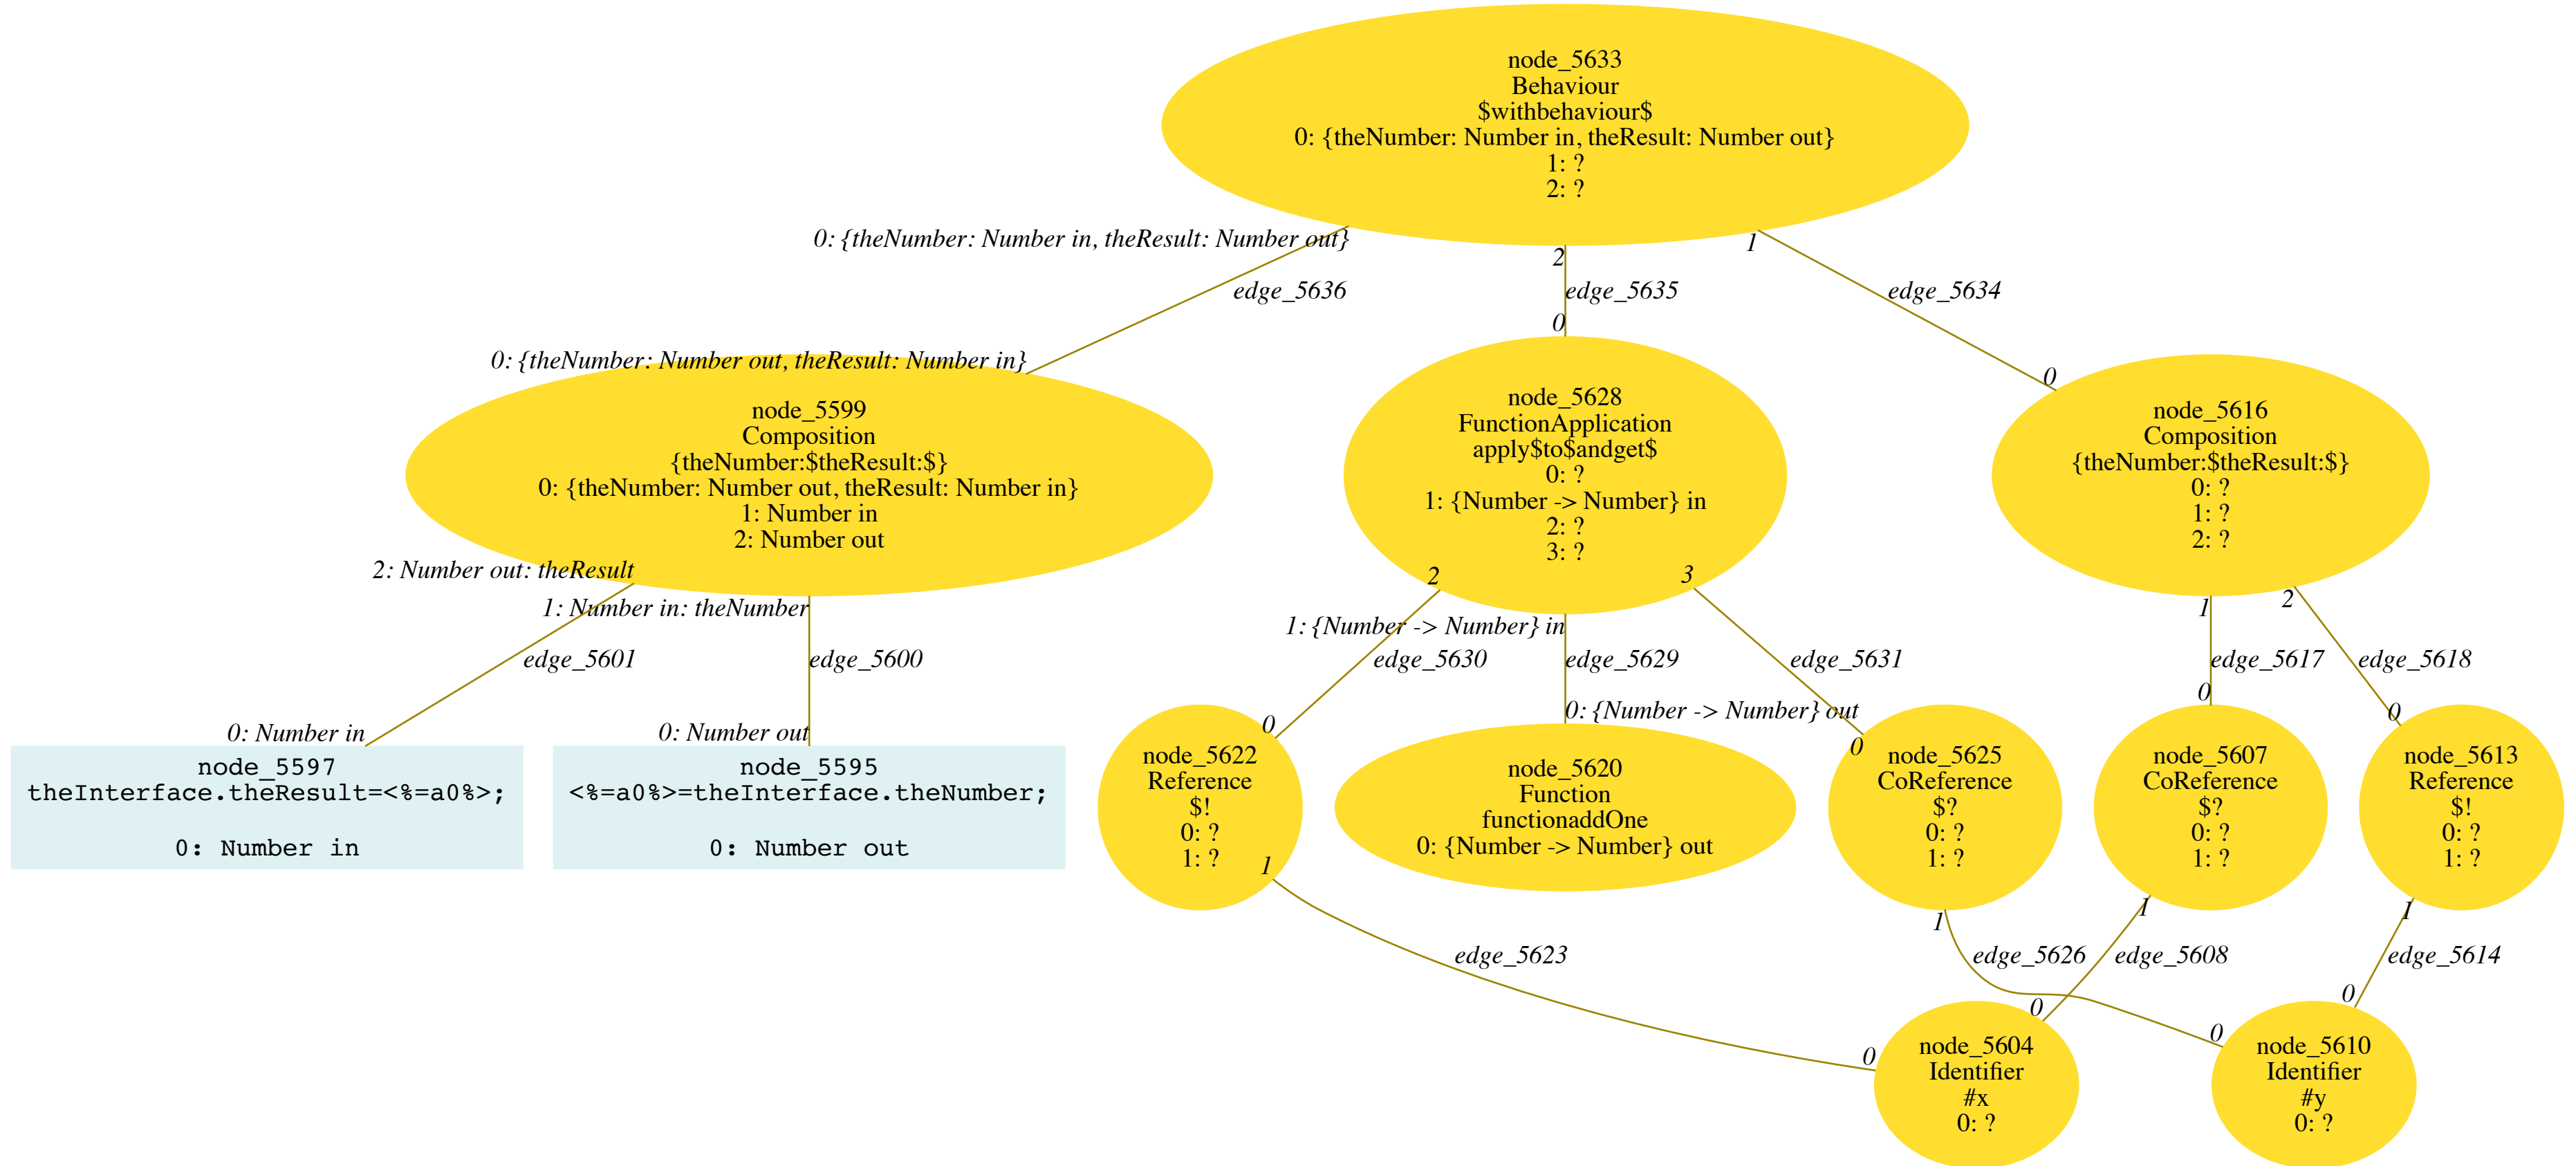 node_5633
Behaviour
$withbehaviour$
0: {theNumber: Number in, theResult: Number out}
1: ?
2: ?
0: {theNumber: Number in, theResult: Number out}
2
1
edge_5636
edge_5635
edge_5634
0: {theNumber: Number out, theResult: Number in}
0
0
node_5599
Composition
{theNumber:$theResult:$}
0: {theNumber: Number out, theResult: Number in}
1: Number in
2: Number out
node_5628
FunctionApplication
apply$to$andget$
0: ?
1: {Number -> Number} in
2: ?
3: ?
node_5616
Composition
{theNumber:$theResult:$}
0: ?
1: ?
2: ?
2: Number out: theResult
1: Number in: theNumber
2
1: {Number -> Number} in
3
1
2
edge_5601
edge_5600
edge_5630
edge_5629
edge_5631
edge_5617
edge_5618
0: Number in
0: Number out
0
0: {Number -> Number} out
0
0
0
node_5597
theInterface.theResult=<%=a0%>;
0: Number in
node_5595
<%=a0%>=theInterface.theNumber;
0: Number out
node_5622
Reference
$!
0: ?
1: ?
node_5620
Function
functionaddOne
0: {Number -> Number} out
node_5625
CoReference
$?
0: ?
1: ?
node_5607
CoReference
$?
0: ?
1: ?
node_5613
Reference
$!
0: ?
1: ?
1
1
1
1
edge_5623
edge_5626
edge_5608
edge_5614
0
0
0
0
node_5604
Identifier
#x
0: ?
node_5610
Identifier
#y
0: ?